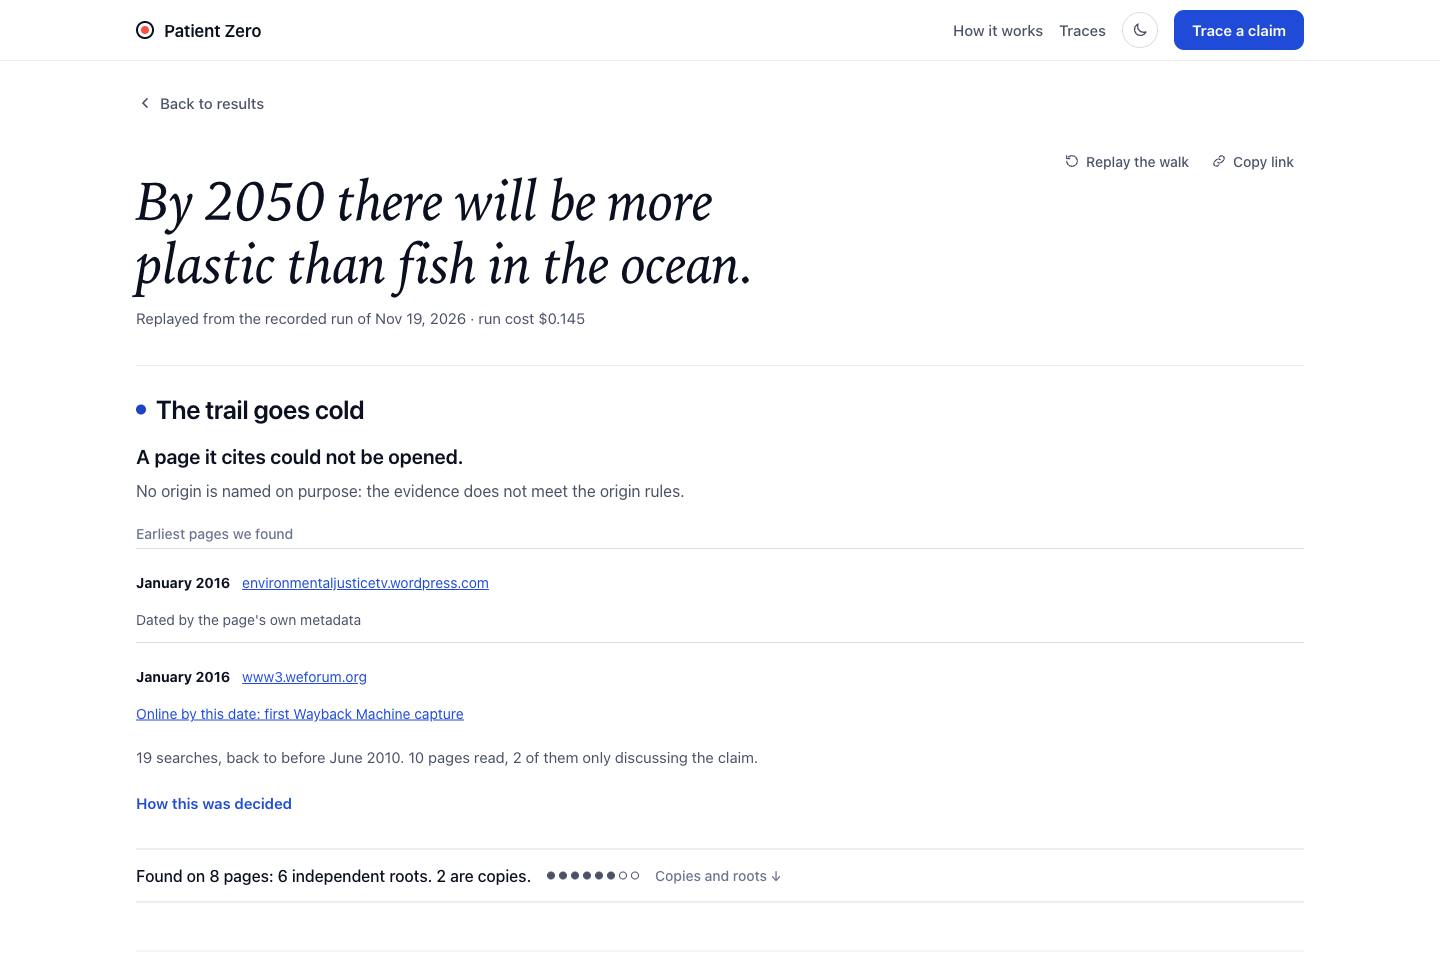 Patient Zero
How it works
Traces
Trace a claim
Back to results
Replay the walk
Copy link
By 2050 there will be more
plastic than fish in the ocean.
Replayed from the recorded run of Nov 19, 2026 · run cost $0.145
The trail goes cold
A page it cites could not be opened.
No origin is named on purpose: the evidence does not meet the origin rules.
Earliest pages we found
January 2016 environmentaljusticetv.wordpress.com
Dated by the page's own metadata
January 2016 www3.weforum.org
Online by this date: first Wayback Machine capture
19 searches, back to before June 2010. 10 pages read, 2 of them only discussing the claim.
How this was decided
Found on 8 pages: 6 independent roots. 2 are copies.
Copies and roots ↓